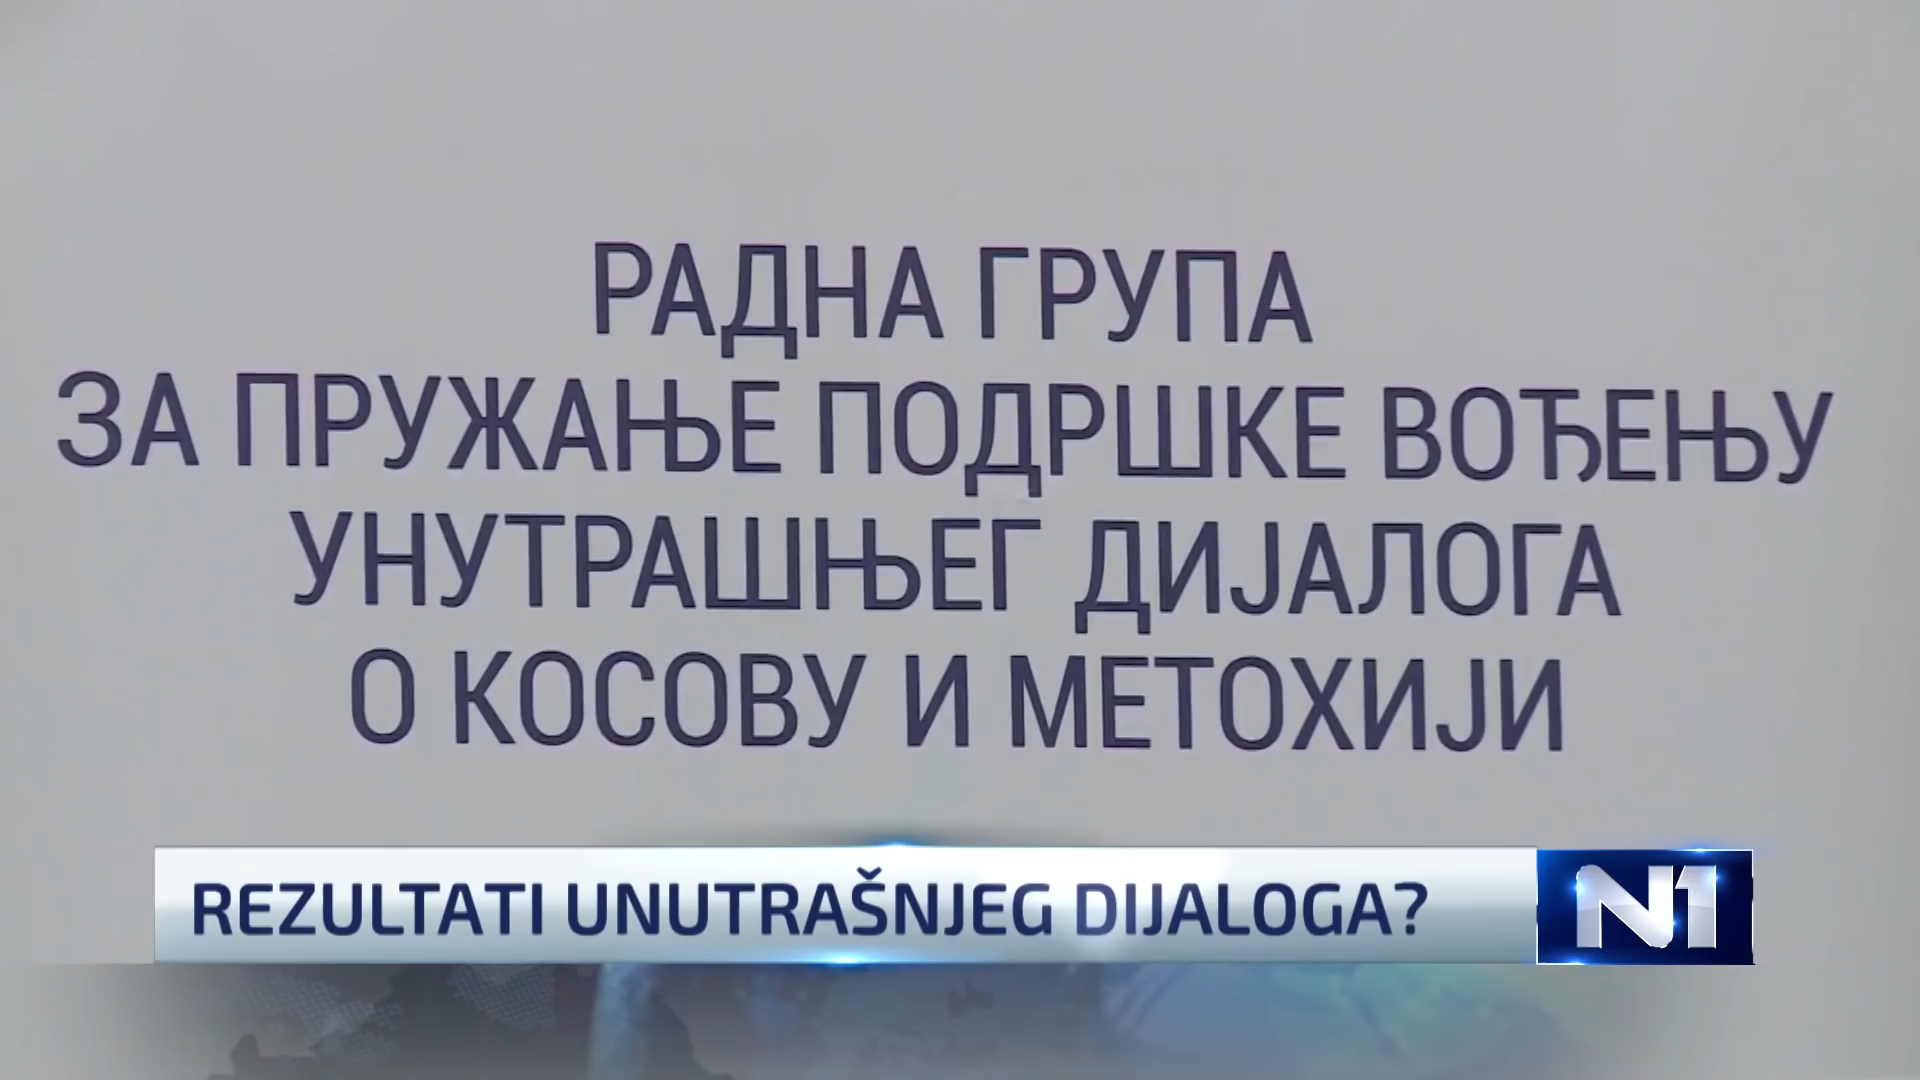 РАДНА ГРУПА
ЗА ПРУЖАЊЕ ПОДРШКЕ ВОЂЕЊУ
УНУТРАШЊЕГ ДИЈАЛОГА
О КОСОВУ И МЕТОХИЈИ
REZULTATI UNUTRAŠNJEG DIJALOGA?
N1